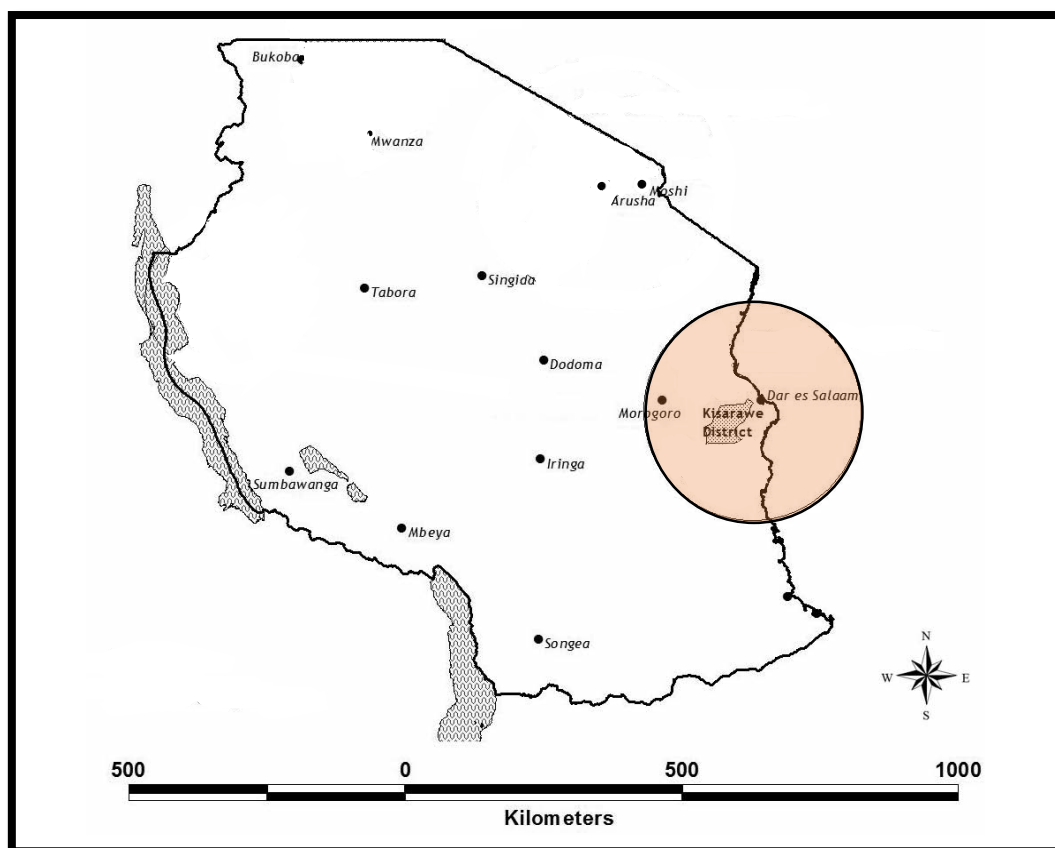 Bukoba
Mwanza
Moshi
Arusha
Singida
Tabora
Dodoma
Dar es Salaam
Morogoro
Kisarawe
District
Iringa
Sumbawanga
Mbeya
Songea
N
W E
S
500 0 500 1000
Kilometers